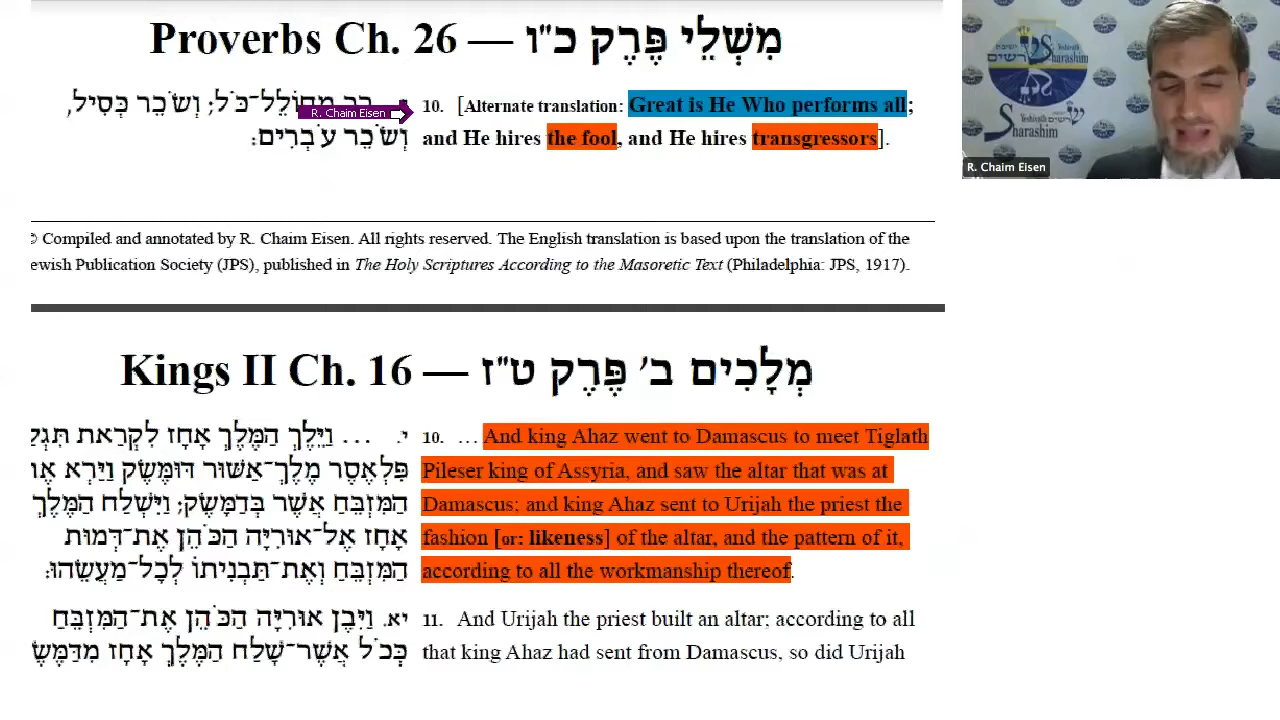 Proverbs Ch. 26 — מִשְׁלֵי פֶּרֶק כ"ו
10. [Alternate translation: Great is He Who performs all;
and He hires the fool, and He hires transgressors].
מְחוֹלֵל־כֹּל; וְשֹׂכֵר כְּסִיל,
וְשֹׂכֵר עֹבְרִים:
R. Chaim Eisen
© Compiled and annotated by R. Chaim Eisen. All rights reserved. The English translation is based upon the translation of the
ewish Publication Society (JPS), published in The Holy Scriptures According to the Masoretic Text (Philadelphia: JPS, 1917).
Kings II Ch. 16 — מְלָכִים ב' פֶּרֶק ט"ז
10. … And king Ahaz went to Damascus to meet Tiglath
Pileser king of Assyria, and saw the altar that was at
Damascus; and king Ahaz sent to Urijah the priest the
fashion [or: likeness] of the altar, and the pattern of it,
according to all the workmanship thereof.
11. And Urijah the priest built an altar; according to all
that king Ahaz had sent from Damascus, so did Urijah
י. … וַיֵּלֶךְ הַמֶּלֶךְ אָחָז לִקְרַאת תִּגְלַ
פִּלְאֶסֶר מֶלֶךְ־אַשּׁוּר דּוּמֶּשֶׂק וַיַּרְא אֶת
הַמִּזְבֵּחַ אֲשֶׁר בְּדַמָּשֶׂק; וַיִּשְׁלַח הַמֶּלֶךְ
אָחָז אֶל־אוּרִיָּה הַכֹּהֵן אֶת־דְּמוּת
הַמִּזְבֵּחַ וְאֶת־תַּבְנִיתוֹ לְכָל־מַעֲשֵׂהוּ:
יא. וַיִּבֶן אוּרִיָּה הַכֹּהֵן אֶת־הַמִּזְבֵּחַ
כְּכֹל אֲשֶׁר־שָׁלַח הַמֶּלֶךְ אָחָז מִדַּמֶּשֶׂ
Yeshivath
Sharashim
R. Chaim Eisen